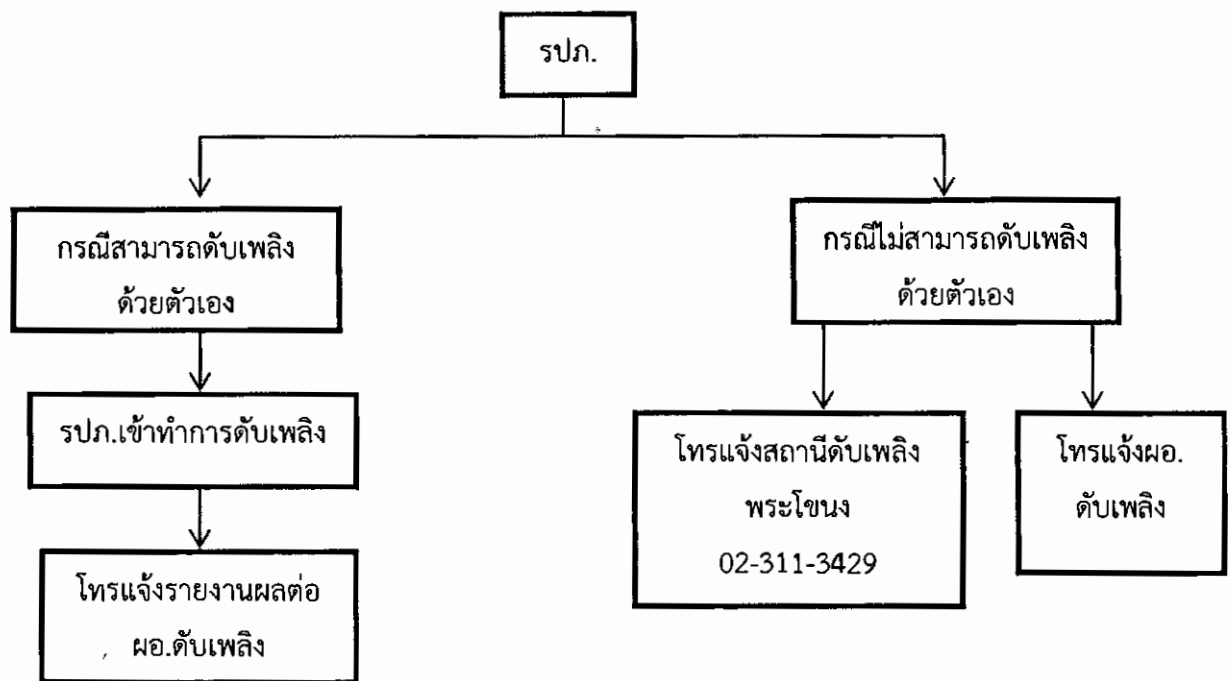 รปภ.
กรณีสามารถดับเพลิง
ด้วยตัวเอง
รปภ.เข้าทำการดับเพลิง
โทรแจ้งรายงานผลต่อ
ผอ.ดับเพลิง
กรณีไม่สามารถดับเพลิง
ด้วยตัวเอง
โทรแจ้งสถานีดับเพลิง
พระโขนง
02-311-3429
โทรแจ้งผอ.
ดับเพลิง